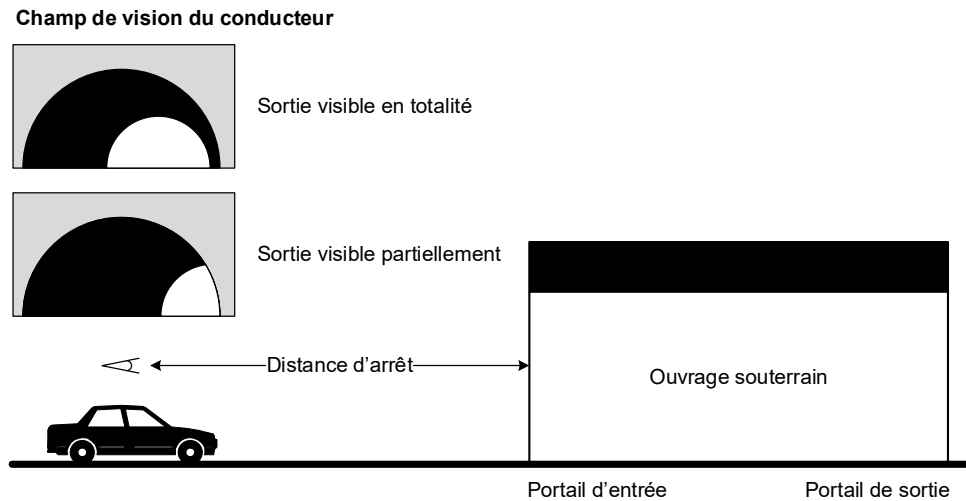 Champ de vision du conducteur
Sortie visible en totalité
Sortie visible partiellement
Distance d’arrêt
Ouvrage souterrain
Portail d’entrée
Portail de sortie